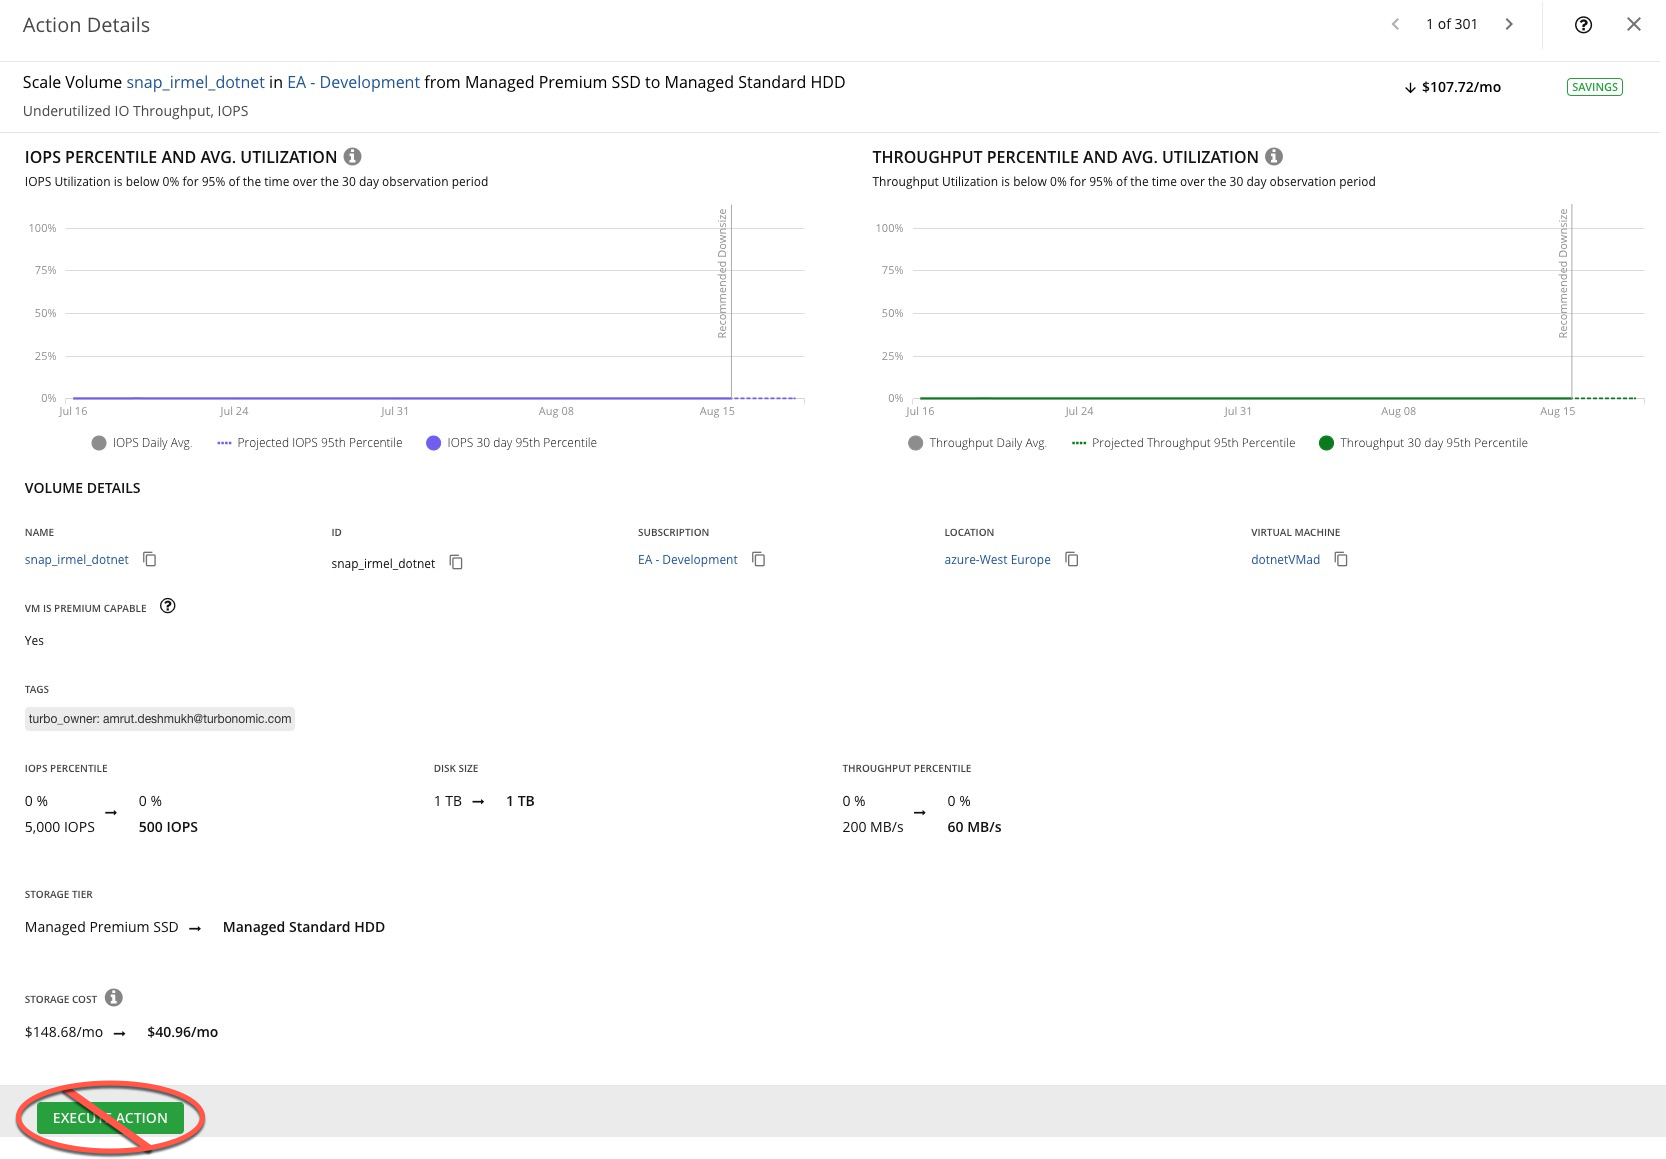 Action Details
1 of 301
Scale Volume snap_irmel_dotnet in EA - Development from Managed Premium SSD to Managed Standard HDD
$107.72/mo
SAVINGS
Underutilized IO Throughput, IOPS
IOPS PERCENTILE AND AVG. UTILIZATION
IOPS Utilization is below 0% for 95% of the time over the 30 day observation period
100%
75%
50%
25%
0%
Recommended Downsize
Jul 16
Jul 24
Jul 31
Aug 08
Aug 15
IOPS Daily Avg.
Projected IOPS 95th Percentile
IOPS 30 day 95th Percentile
THROUGHPUT PERCENTILE AND AVG. UTILIZATION
Throughput Utilization is below 0% for 95% of the time over the 30 day observation period
100%
75%
50%
25%
0%
Recommended Downsize
Jul 16
Jul 24
Jul 31
Aug 08
Aug 15
Throughput Daily Avg.
Projected Throughput 95th Percentile
Throughput 30 day 95th Percentile
VOLUME DETAILS
NAME
snap_irmel_dotnet
ID
snap_irmel_dotnet
SUBSCRIPTION
EA - Development
LOCATION
azure-West Europe
VIRTUAL MACHINE
dotnetVMad
VM IS PREMIUM CAPABLE
Yes
TAGS
turbo_owner: amrut.deshmukh@turbonomic.com
IOPS PERCENTILE
0 % → 0 %
5,000 IOPS 500 IOPS
DISK SIZE
1 TB → 1 TB
THROUGHPUT PERCENTILE
0 % → 0 %
200 MB/s 60 MB/s
STORAGE TIER
Managed Premium SSD → Managed Standard HDD
STORAGE COST
$148.68/mo → $40.96/mo
EXECUTE ACTION